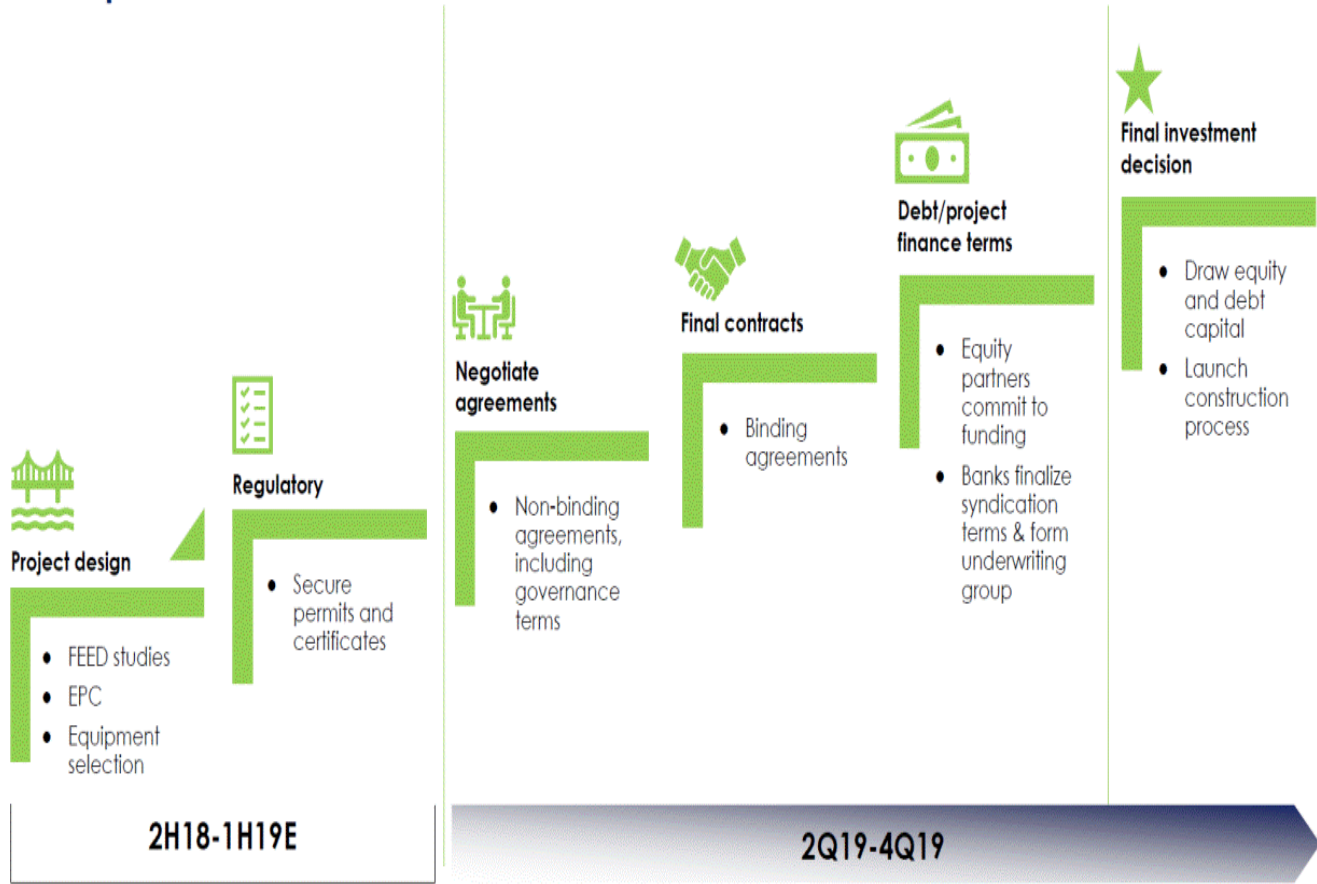 Project design
FEED studies
EPC
Equipment
selection
Regulatory
Secure
permits and
certificates
Negotiate
agreements
Non-binding
agreements,
including
governance
terms
Final contracts
Binding
agreements
Debt/project
finance terms
Equity
partners
commit to
funding
Banks finalize
syndication
terms & form
underwriting
group
Final investment
decision
Draw equity
and debt
capital
Launch
construction
process
2H18-1H19E
2Q19-4Q19